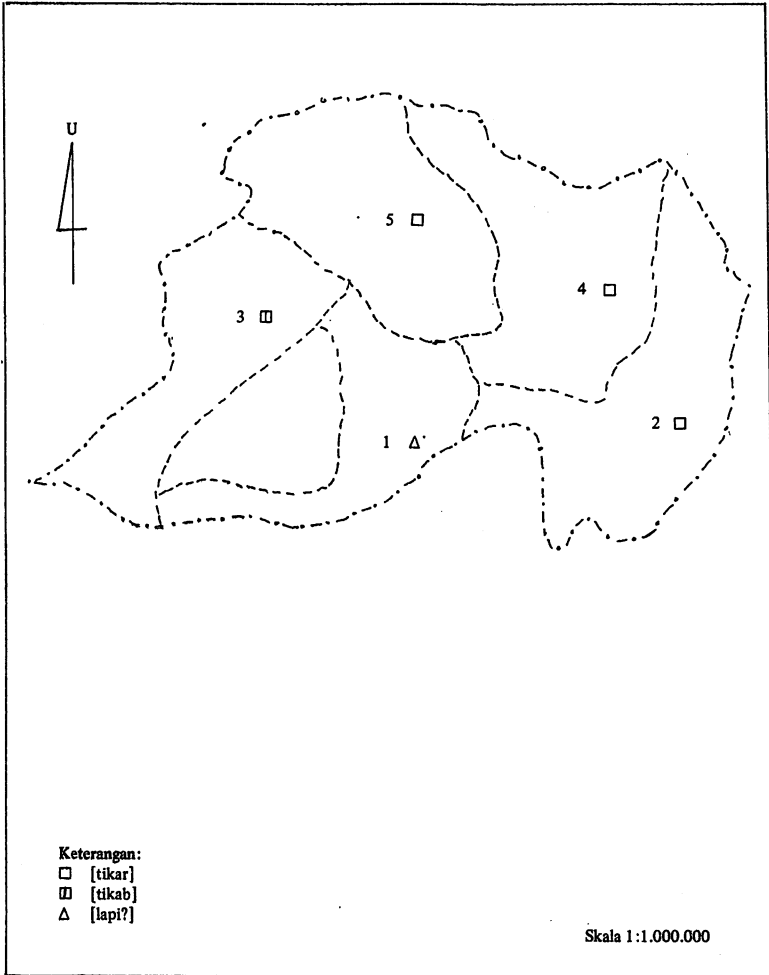 U
5 □
4 □
3 ◫
2 □
1 △
Keterangan:
□ [tikar]
◫ [tikab]
△ [lapi?]
Skala 1:1.000.000